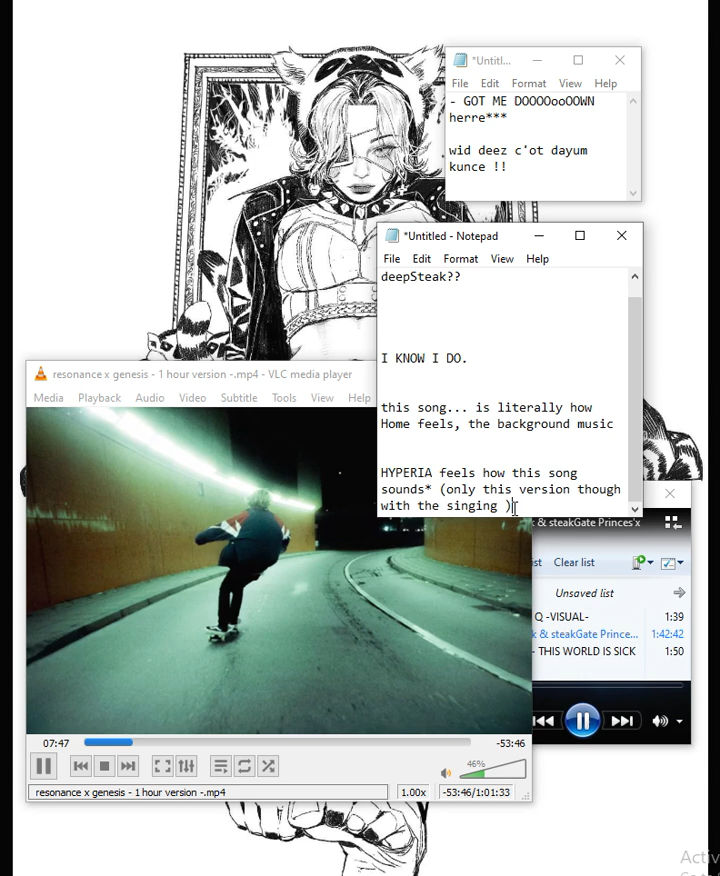 *Untitl...
File Edit Format View Help
- GOT ME DOOOOooOOWN
herre***
wid deez c'ot dayum
kunce !!
*Untitled - Notepad
File Edit Format View Help
deepSteak??
I KNOW I DO.
this song... is literally how
Home feels, the background music
HYPERIA feels how this song
sounds* (only this version though
with the singing )
resonance x genesis - 1 hour version -.mp4 - VLC media player
Media Playback Audio Video Subtitle Tools View Help
07:47 -53:46
46%
resonance x genesis - 1 hour version -.mp4 1.00x -53:46/1:01:33
k & steakGate Princes'x
ist Clear list
Unsaved list
Q -VISUAL- 1:39
k & steakGate Prince... 1:42:42
- THIS WORLD IS SICK 1:50
Activ